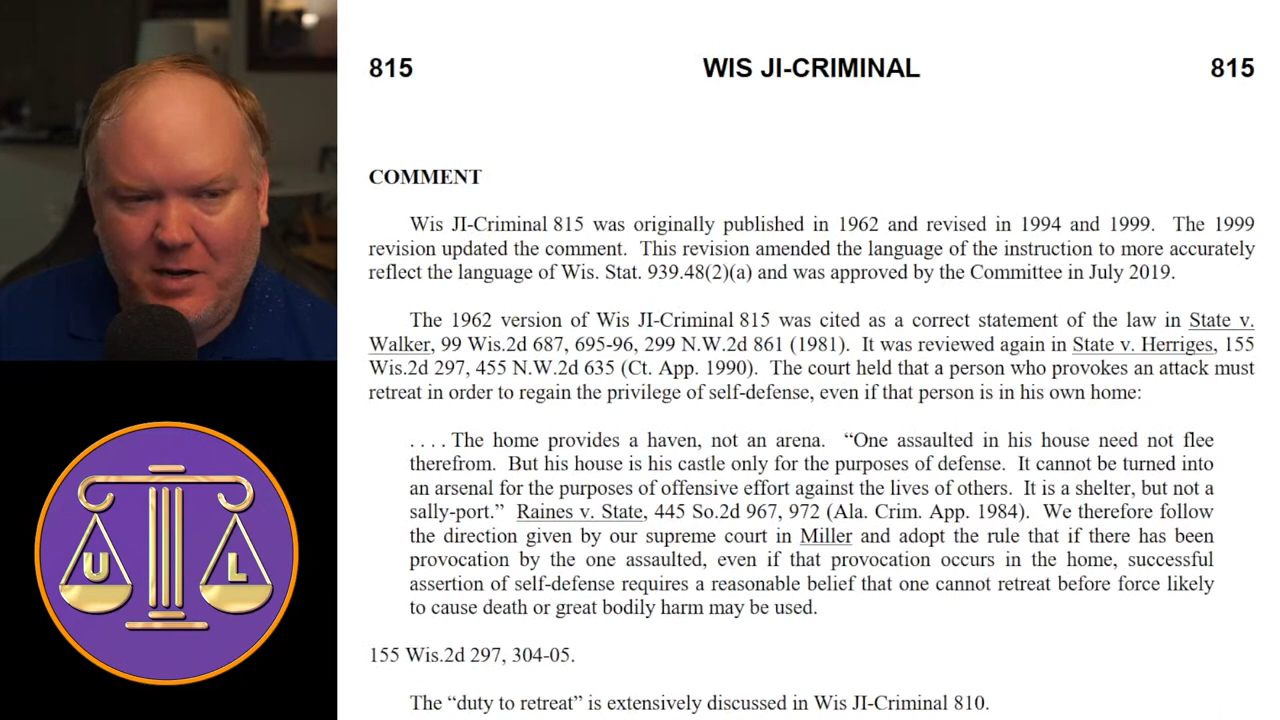 815 WIS JI-CRIMINAL 815
COMMENT
Wis JI-Criminal 815 was originally published in 1962 and revised in 1994 and 1999. The 1999
revision updated the comment. This revision amended the language of the instruction to more accurately
reflect the language of Wis. Stat. 939.48(2)(a) and was approved by the Committee in July 2019.
The 1962 version of Wis JI-Criminal 815 was cited as a correct statement of the law in State v.
Walker, 99 Wis.2d 687, 695-96, 299 N.W.2d 861 (1981). It was reviewed again in State v. Herriges, 155
Wis.2d 297, 455 N.W.2d 635 (Ct. App. 1990). The court held that a person who provokes an attack must
retreat in order to regain the privilege of self-defense, even if that person is in his own home:
. . . . The home provides a haven, not an arena. “One assaulted in his house need not flee
therefrom. But his house is his castle only for the purposes of defense. It cannot be turned into
an arsenal for the purposes of offensive effort against the lives of others. It is a shelter, but not a
sally-port.” Raines v. State, 445 So.2d 967, 972 (Ala. Crim. App. 1984). We therefore follow
the direction given by our supreme court in Miller and adopt the rule that if there has been
provocation by the one assaulted, even if that provocation occurs in the home, successful
assertion of self-defense requires a reasonable belief that one cannot retreat before force likely
to cause death or great bodily harm may be used.
155 Wis.2d 297, 304-05.
The “duty to retreat” is extensively discussed in Wis JI-Criminal 810.
U L